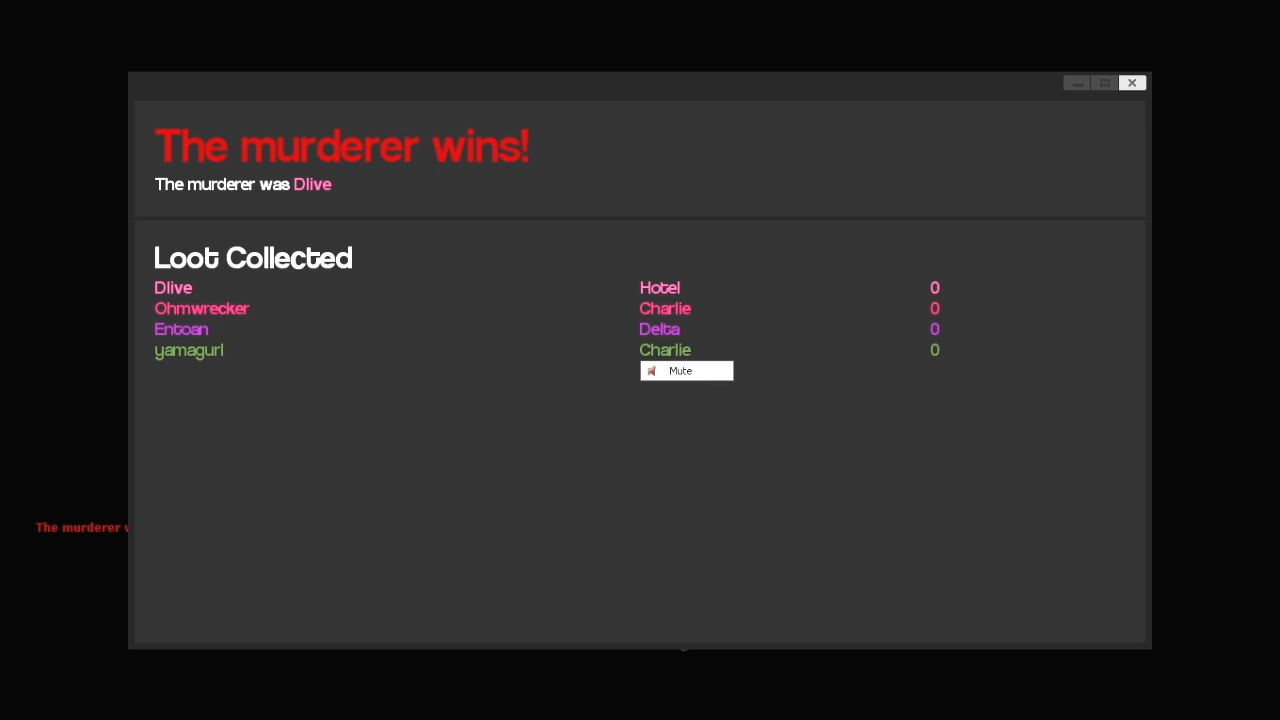 The murderer wins!
The murderer was Dlive
Loot Collected
Dlive Hotel 0
Ohmwrecker Charlie 0
Entoan Delta 0
yamagurl Charlie 0
Mute
The murderer